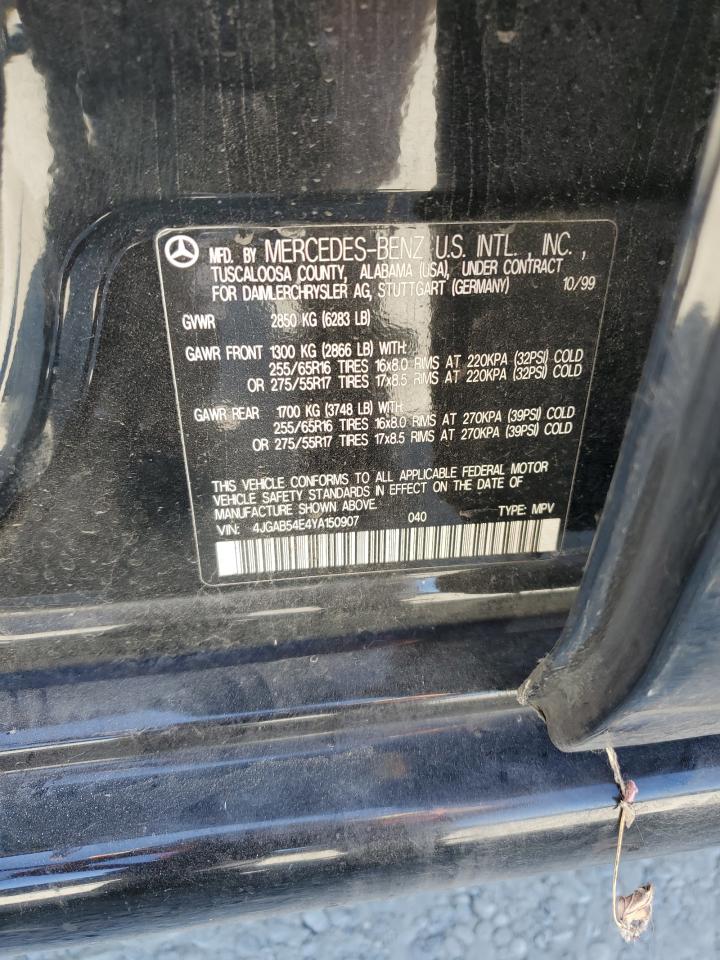 MFD. BY MERCEDES-BENZ U.S. INTL., INC.,
TUSCALOOSA COUNTY, ALABAMA (USA), UNDER CONTRACT
FOR DAIMLERCHRYSLER AG, STUTTGART (GERMANY) 10/99
GVWR 2850 KG (6283 LB)
GAWR FRONT 1300 KG (2866 LB) WITH:
255/65R16 TIRES 16x8.0 RIMS AT 220KPA (32PSI) COLD
OR 275/55R17 TIRES 17x8.5 RIMS AT 220KPA (32PSI) COLD
GAWR REAR 1700 KG (3748 LB) WITH:
255/65R16 TIRES 16x8.0 RIMS AT 270KPA (39PSI) COLD
OR 275/55R17 TIRES 17x8.5 RIMS AT 270KPA (39PSI) COLD
THIS VEHICLE CONFORMS TO ALL APPLICABLE FEDERAL MOTOR
VEHICLE SAFETY STANDARDS IN EFFECT ON THE DATE OF
MANUFACTURE SHOWN ABOVE.
VIN: 4JGAB54E4YA150907 040 TYPE: MPV